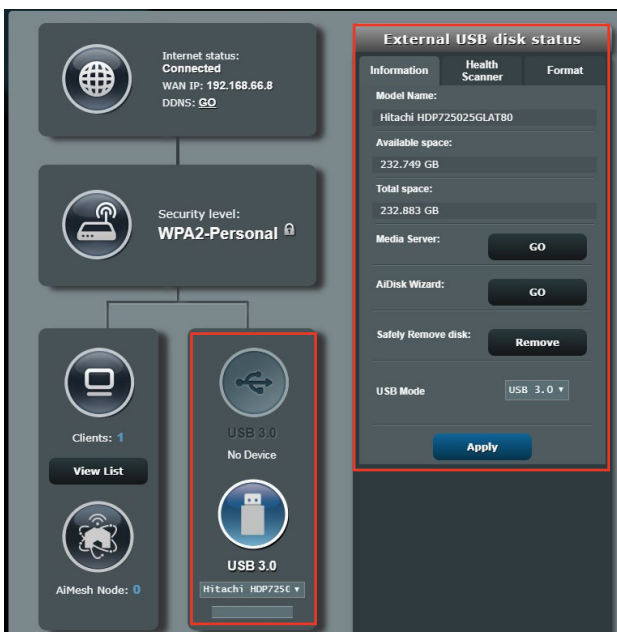 Internet status:
Connected
WAN IP: 192.168.66.8
DDNS: GO
Security level:
WPA2-Personal
Clients: 1
View List
AiMesh Node: 0
USB 3.0
No Device
USB 3.0
Hitachi HDP725C
External USB disk status
Information
Health
Scanner
Format
Model Name:
Hitachi HDP725025GLAT80
Available space:
232.749 GB
Total space:
232.883 GB
Media Server:
GO
AiDisk Wizard:
GO
Safely Remove disk:
Remove
USB Mode
USB 3.0
Apply